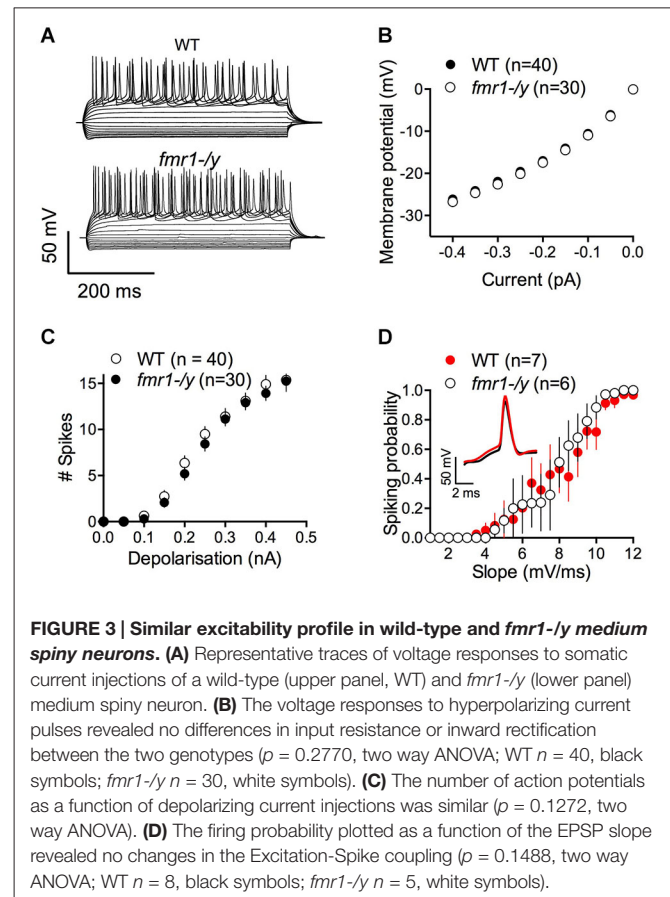 A
WT
fmr1-/y
50 mV
200 ms
B
WT (n=40)
fmr1-/y (n=30)
Membrane potential (mV)
0
-10
-20
-30
-0.4 -0.3 -0.2 -0.1 0.0
Current (pA)
C
WT (n = 40)
fmr1-/y (n=30)
# Spikes
15
10
5
0
0.0 0.1 0.2 0.3 0.4 0.5
Depolarisation (nA)
D
WT (n=7)
fmr1-/y (n=6)
Spiking probability
1.0
0.8
0.6
0.4
0.2
0.0
50 mV
2 ms
2 4 6 8 10 12
Slope (mV/ms)
FIGURE 3 | Similar excitability profile in wild-type and fmr1-/y medium
spiny neurons. (A) Representative traces of voltage responses to somatic
current injections of a wild-type (upper panel, WT) and fmr1-/y (lower panel)
medium spiny neuron. (B) The voltage responses to hyperpolarizing current
pulses revealed no differences in input resistance or inward rectification
between the two genotypes (p = 0.2770, two way ANOVA; WT n = 40, black
symbols; fmr1-/y n = 30, white symbols). (C) The number of action potentials
as a function of depolarizing current injections was similar (p = 0.1272, two
way ANOVA). (D) The firing probability plotted as a function of the EPSP slope
revealed no changes in the Excitation-Spike coupling (p = 0.1488, two way
ANOVA; WT n = 8, black symbols; fmr1-/y n = 5, white symbols).